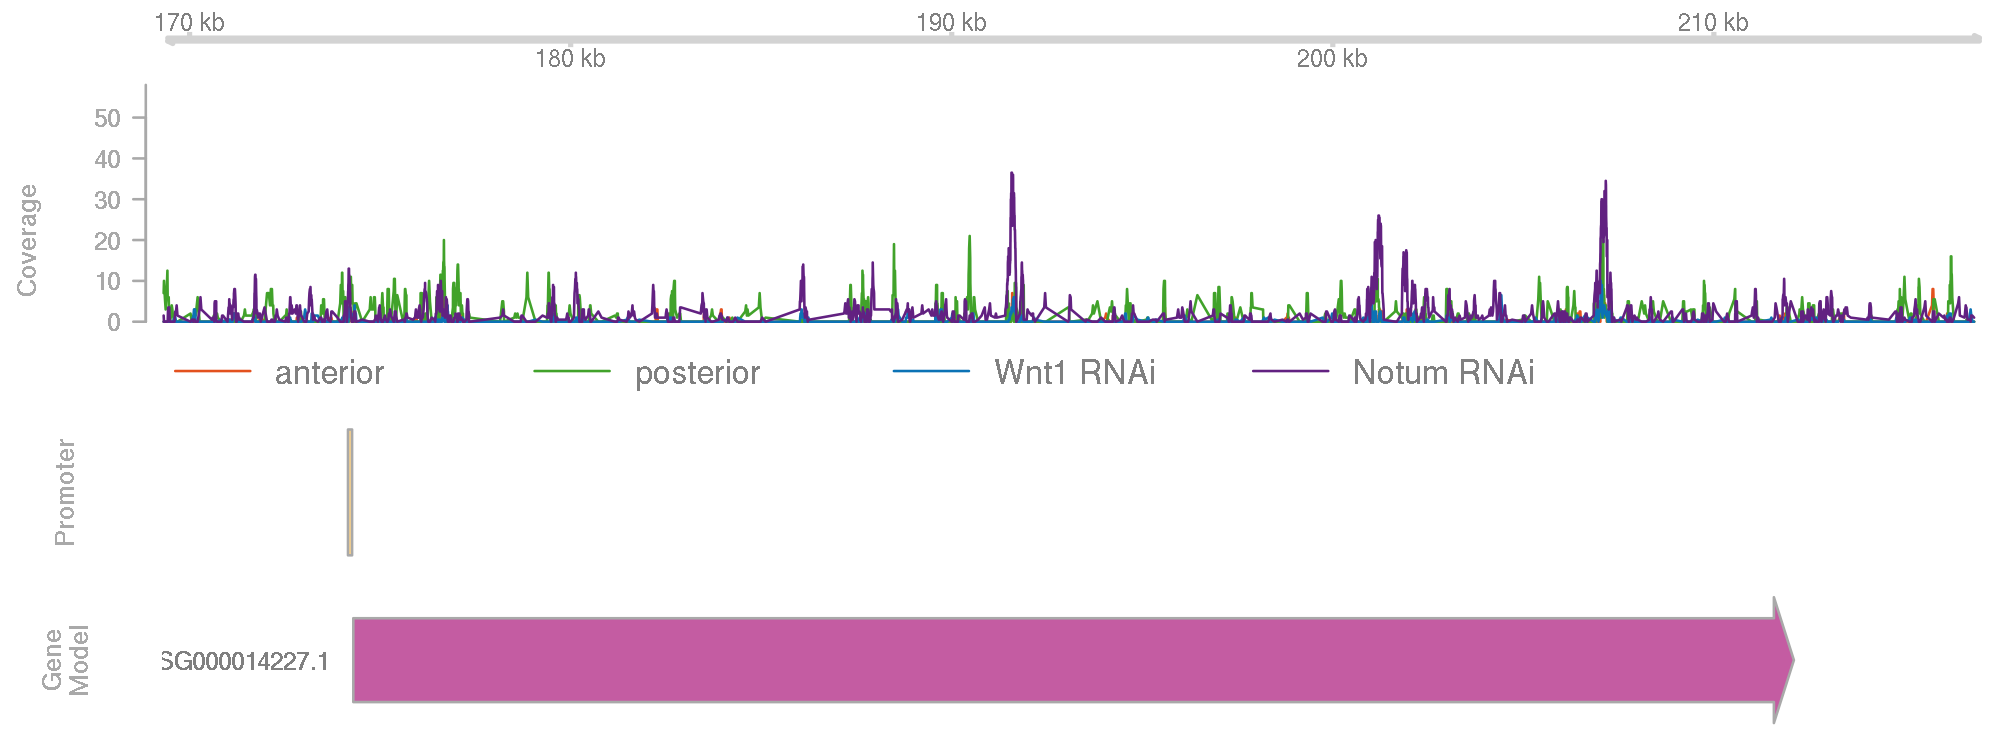 170 kb
190 kb
210 kb
180 kb
200 kb
Coverage
50
40
30
20
10
0
anterior
posterior
Wnt1 RNAi
Notum RNAi
Promoter
Gene
Model
SG000014227.1